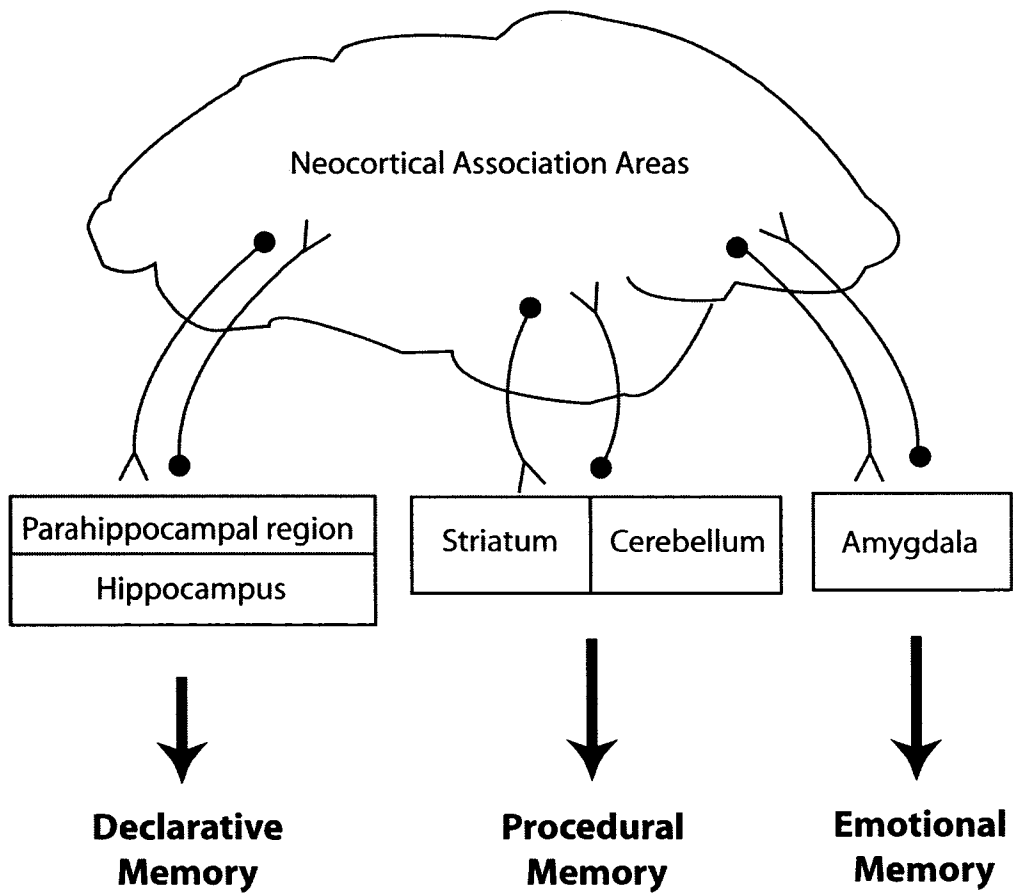 Neocortical Association Areas
Parahippocampal region
Hippocampus
Striatum
Cerebellum
Amygdala
Declarative
Memory
Procedural
Memory
Emotional
Memory